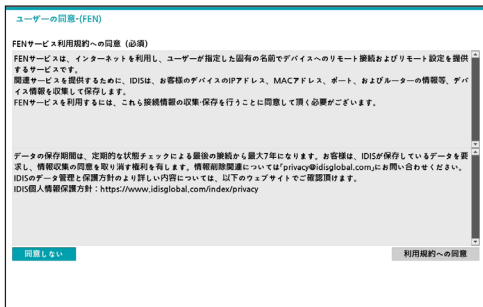 ユーザーの同意-(FEN)
FENサービス利用規約への同意（必須）
FENサービスは、インターネットを利用し、ユーザーが指定した固有の名前でデバイスへのリモート接続およびリモート設定を提供
するサービスです。
関連サービスを提供するために、IDISは、お客様のデバイスのIPアドレス、MACアドレス、ポート、およびルーターの情報等、デバ
イス情報を収集して保存します。
FENサービスを利用するには、これら接続情報の収集·保存を行うことに同意して頂く必要がございます。
データの保存期間は、定期的な状態チェックによる最後の接続から最大7年になります。お客様は、IDISが保存しているデータを要
求し、情報収集の同意を取り消す権利を有します。情報削除関連については「privacy@idisglobal.com」にお問い合わせください。
IDISのデータ管理と保護方針のより詳しい内容については、以下のウェブサイトでご確認頂けます。
IDIS個人情報保護方針：https://www.idisglobal.com/index/privacy
同意しない
利用規約への同意